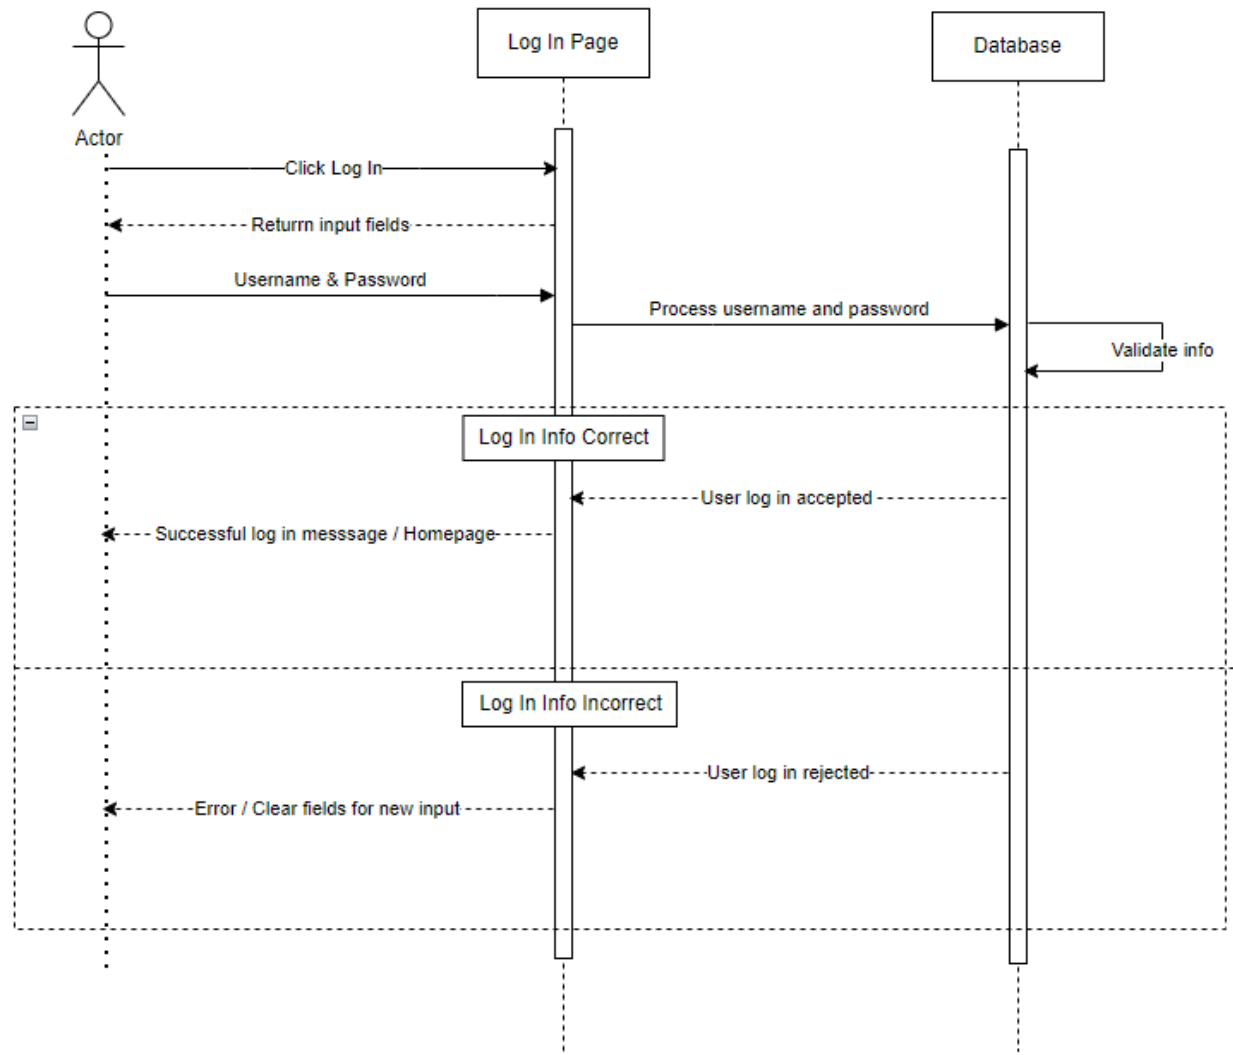 Log In Page
Database
Actor
Click Log In
Returrn input fields
Username & Password
Process username and password
Validate info
Log In Info Correct
User log in accepted
Successful log in messsage / Homepage
Log In Info Incorrect
User log in rejected
Error / Clear fields for new input